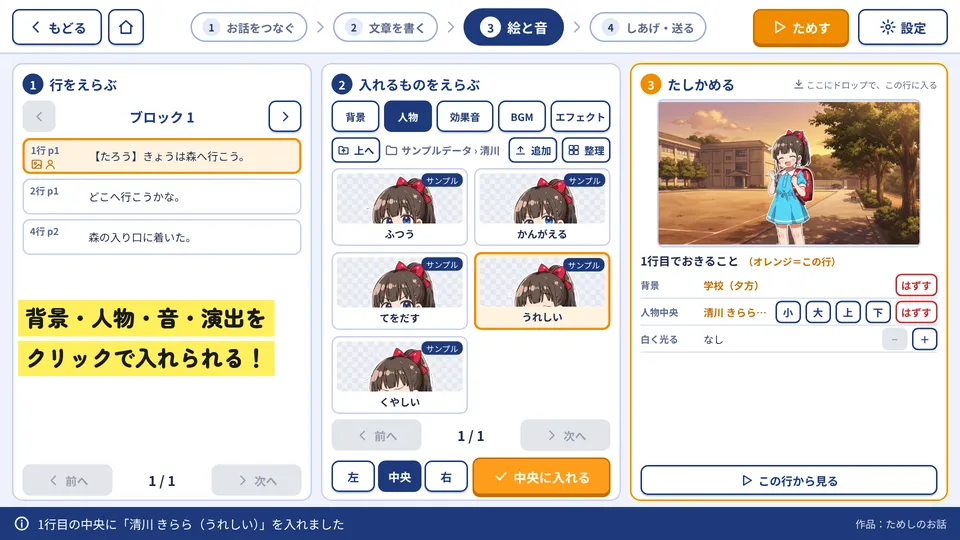 もどる
1 お話をつなぐ
2 文章を書く
3 絵と音
4 しあげ・送る
ためす
設定
1 行をえらぶ
ブロック 1
1行 p1
【たろう】きょうは森へ行こう。
2行 p1
どこへ行こうかな。
4行 p2
森の入り口に着いた。
背景・人物・音・演出を
クリックで入れられる！
前へ
1 / 1
次へ
2 入れるものをえらぶ
背景
人物
効果音
BGM
エフェクト
上へ
サンプルデータ › 清川
追加
整理
サンプル
ふつう
サンプル
かんがえる
サンプル
てをだす
サンプル
うれしい
サンプル
くやしい
前へ
1 / 1
次へ
左
中央
右
中央に入れる
3 たしかめる
ここにドロップで、この行に入る
1行目でおきること （オレンジ＝この行）
背景 学校（夕方） はずす
人物中央 清川 きらら… 小 大 上 下 はずす
白く光る なし − ＋
この行から見る
1行目の中央に「清川 きらら（うれしい）」を入れました
作品：ためしのお話